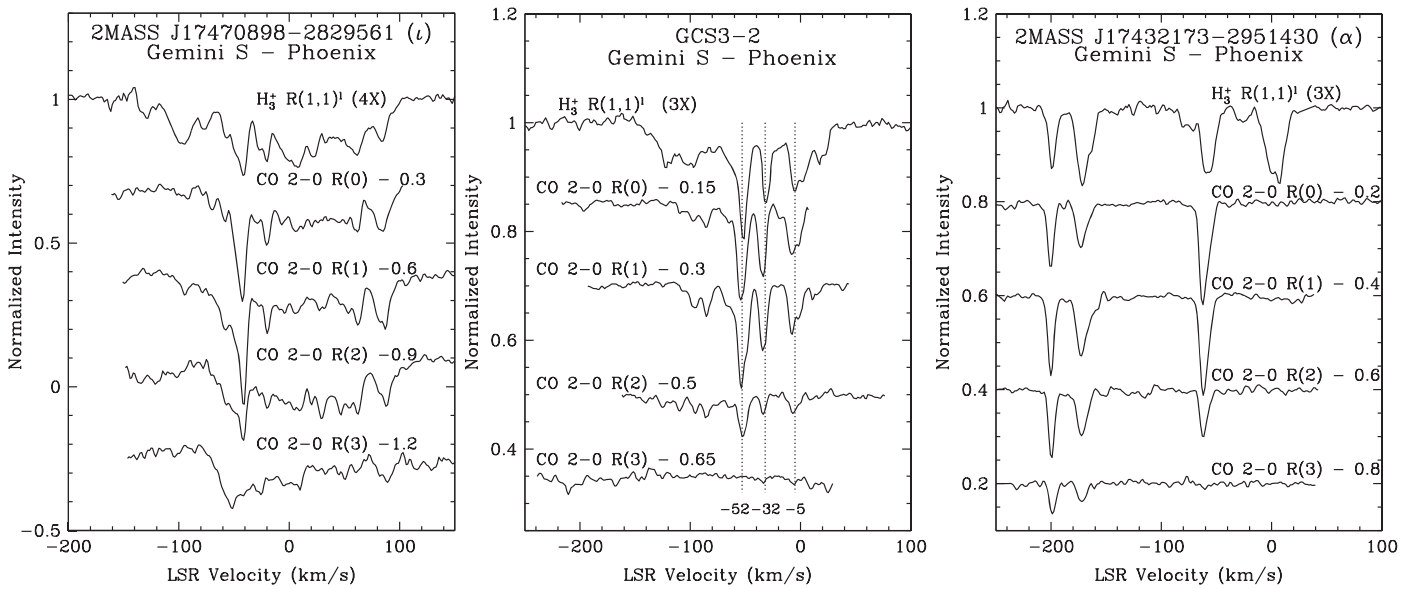 2MASS J17470898−2829561 (ι)
Gemini S − Phoenix
H₃⁺ R(1,1)ˡ (4X)
CO 2−0 R(0) − 0.3
CO 2−0 R(1) −0.6
CO 2−0 R(2) −0.9
CO 2−0 R(3) −1.2
Normalized Intensity
1
0.5
0
−0.5
−200
−100
0
100
LSR Velocity (km/s)
GCS3−2
Gemini S − Phoenix
H₃⁺ R(1,1)ˡ (3X)
CO 2−0 R(0) − 0.15
CO 2−0 R(1) − 0.3
CO 2−0 R(2) −0.5
CO 2−0 R(3) − 0.65
−52 −32 −5
Normalized Intensity
1.2
1
0.8
0.6
0.4
−200
−100
0
100
LSR Velocity (km/s)
2MASS J17432173−2951430 (α)
Gemini S − Phoenix
H₃⁺ R(1,1)ˡ (3X)
CO 2−0 R(0) − 0.2
CO 2−0 R(1) − 0.4
CO 2−0 R(2) − 0.6
CO 2−0 R(3) − 0.8
Normailzed Intensity
1.2
1
0.8
0.6
0.4
0.2
−200
−100
0
100
LSR Velocity (km/s)